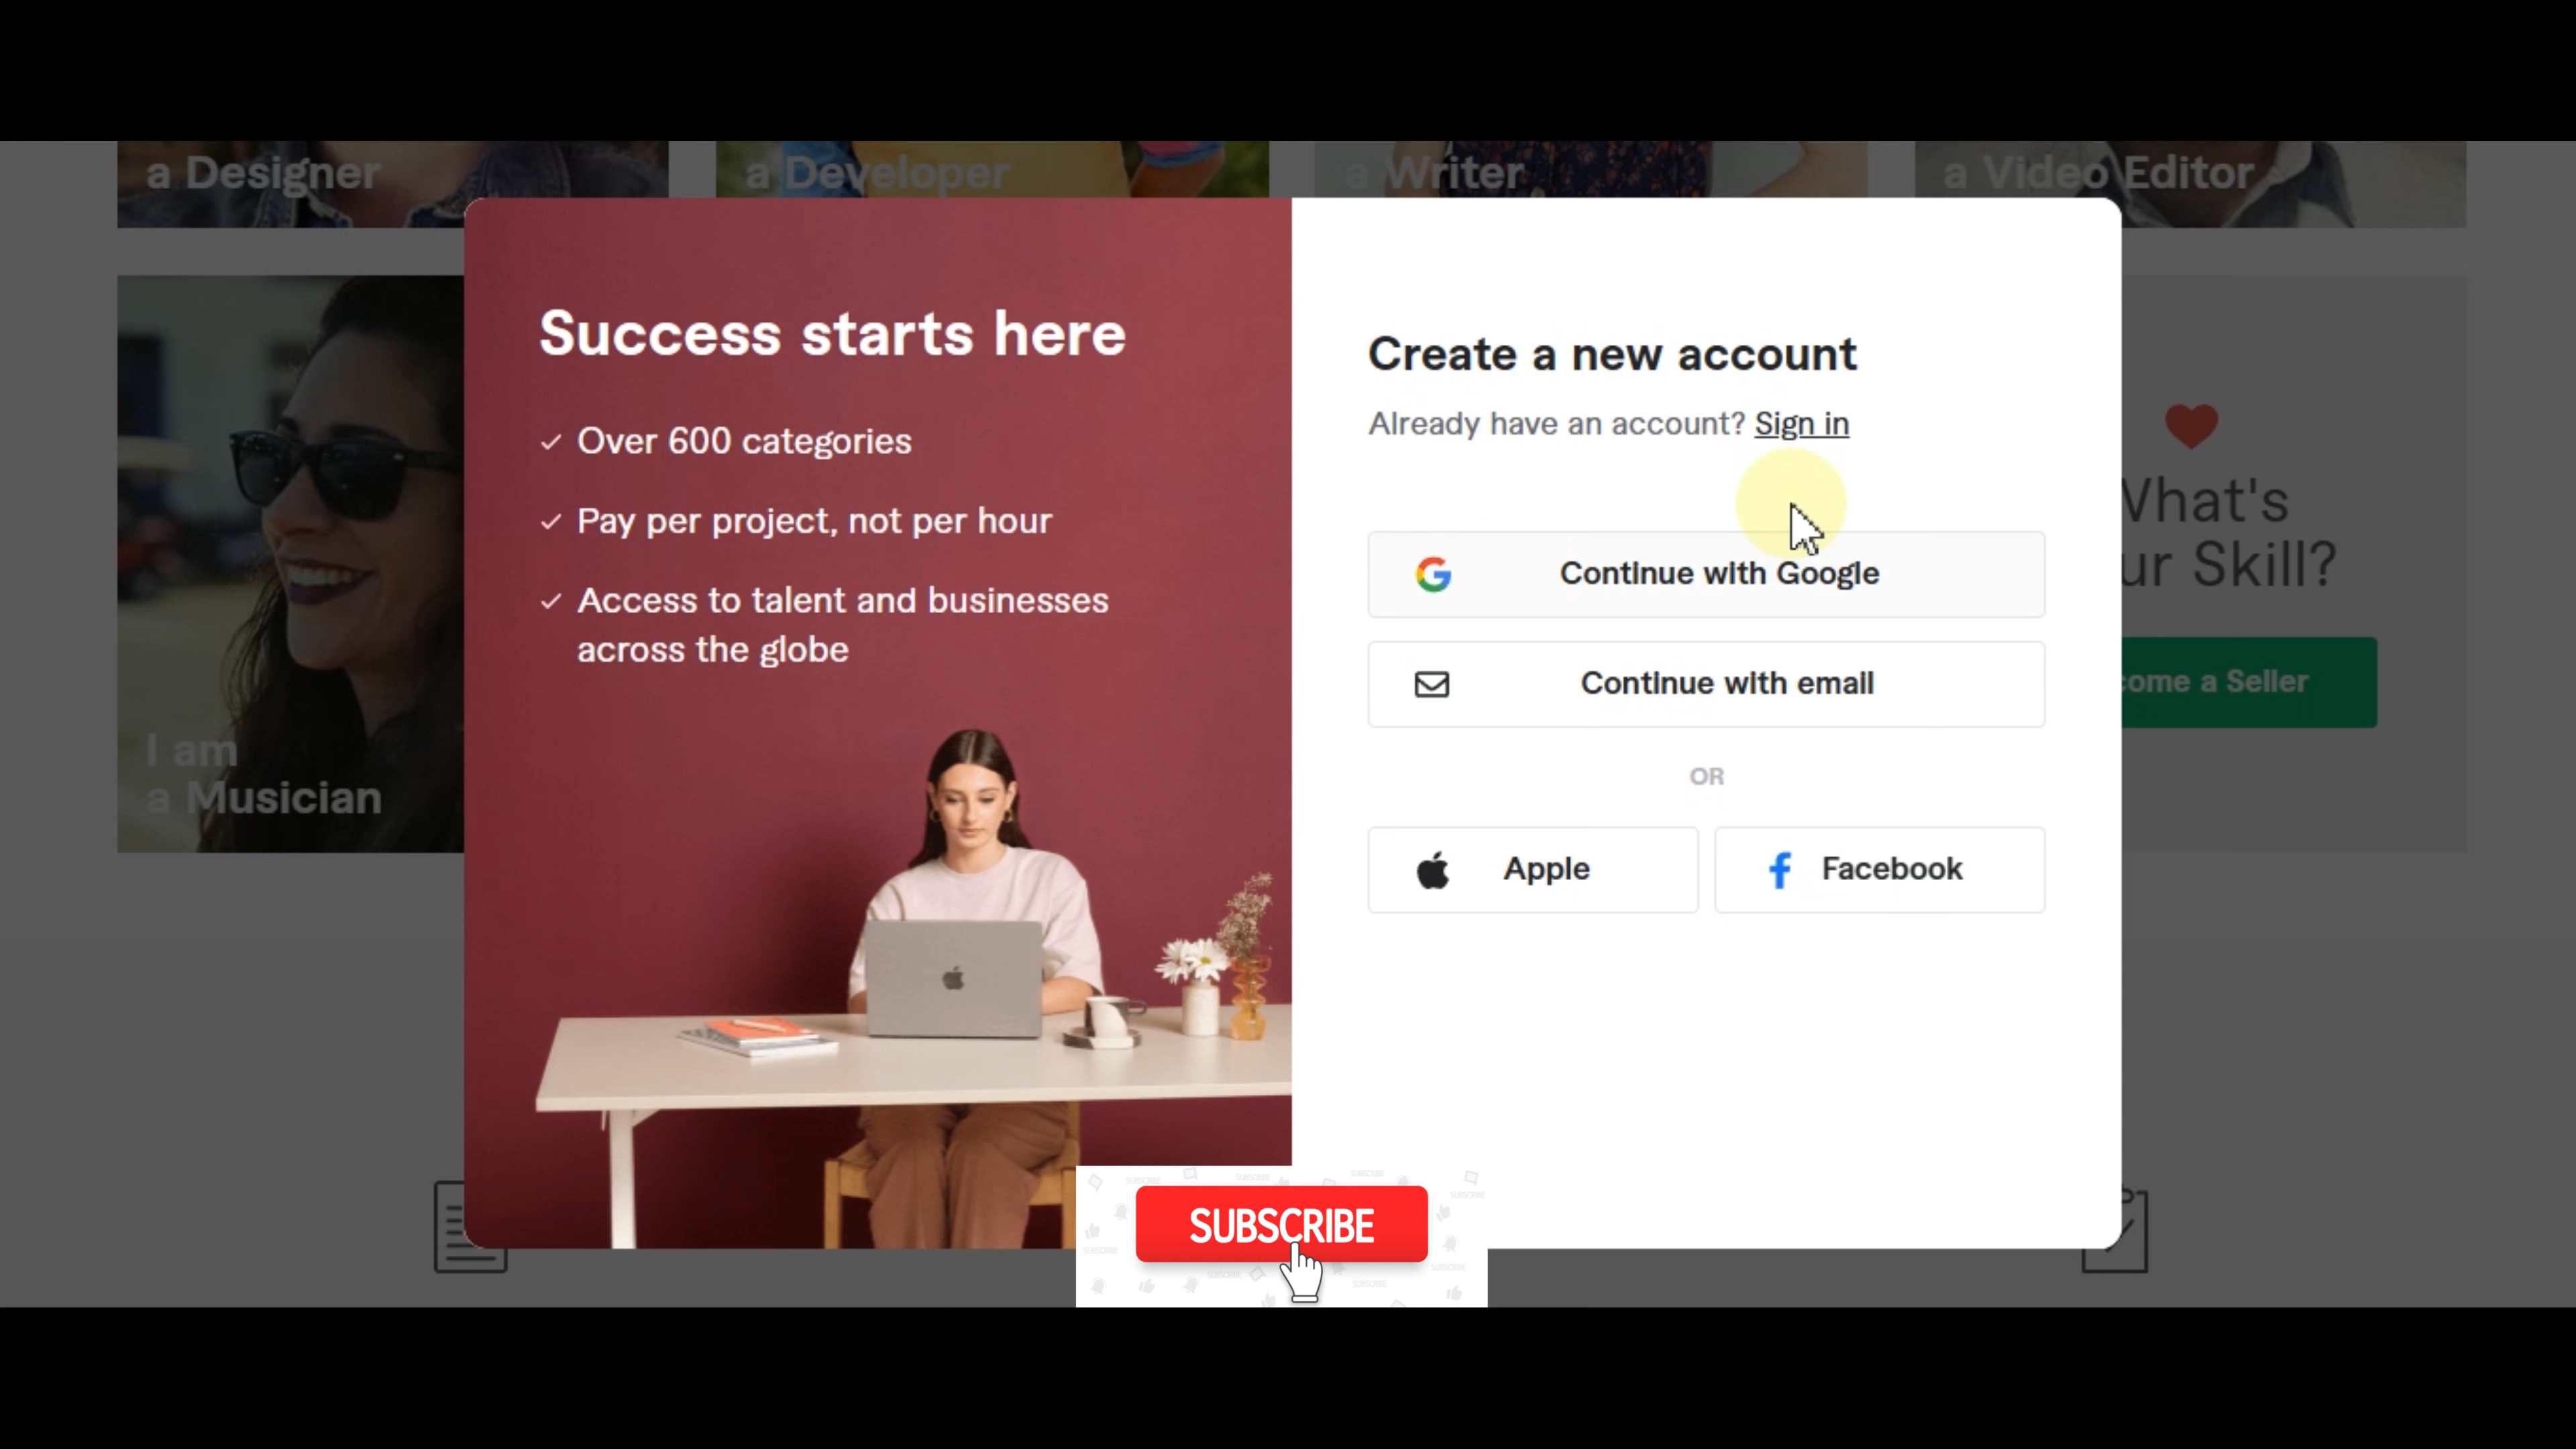 a Designer
a Developer
a Writer
a Video Editor
Success starts here
Over 600 categories
Pay per project, not per hour
Access to talent and businesses
across the globe
Create a new account
Already have an account? Sign in
Continue with Google
Continue with email
OR
Apple
Facebook
I am
a Musician
What's
ur Skill?
come a Seller
SUBSCRIBE